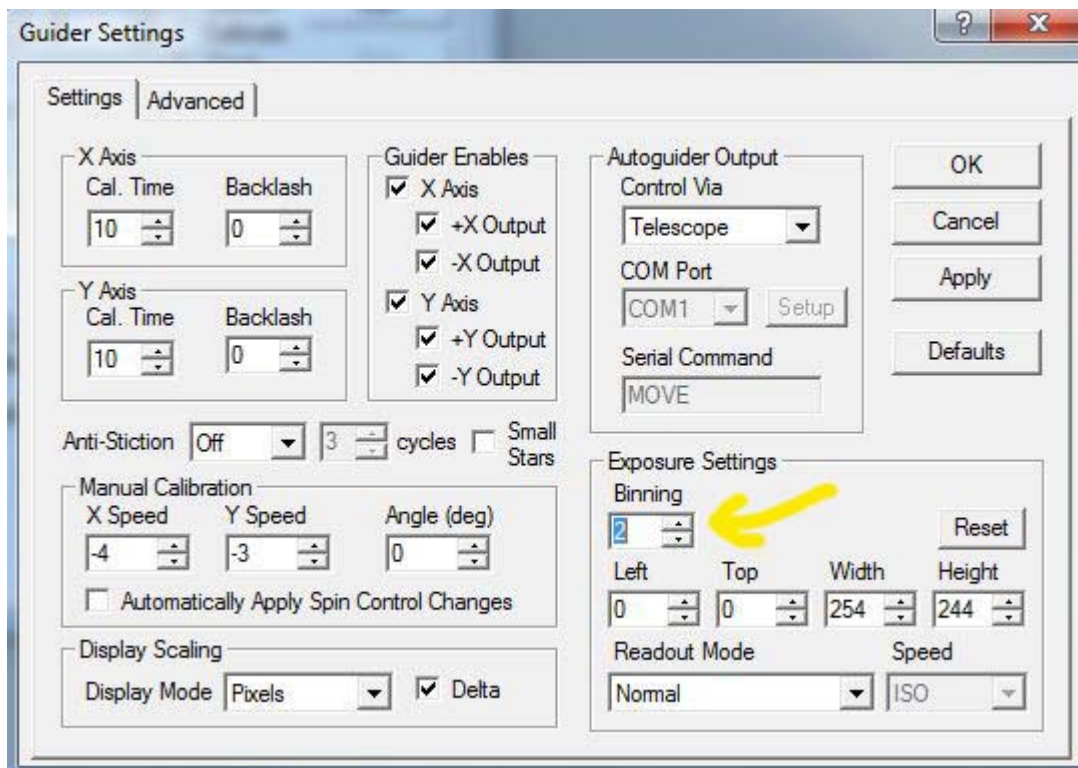 Guider Settings
Settings Advanced
X Axis
Cal. Time Backlash
10 0
Y Axis
Cal. Time Backlash
10 0
Guider Enables
X Axis
+X Output
-X Output
Y Axis
+Y Output
-Y Output
Autoguider Output
Control Via
Telescope
COM Port
COM1 Setup
Serial Command
MOVE
OK
Cancel
Apply
Defaults
Anti-Stiction Off 3 cycles Small
Stars
Manual Calibration
X Speed Y Speed Angle (deg)
-4 -3 0
Automatically Apply Spin Control Changes
Display Scaling
Display Mode Pixels Delta
Exposure Settings
Binning
2 Reset
Left Top Width Height
0 0 254 244
Readout Mode Speed
Normal ISO